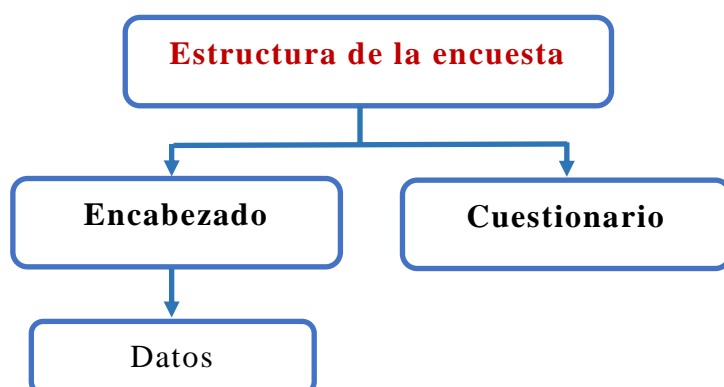 Estructura de la encuesta
Encabezado
Cuestionario
Datos